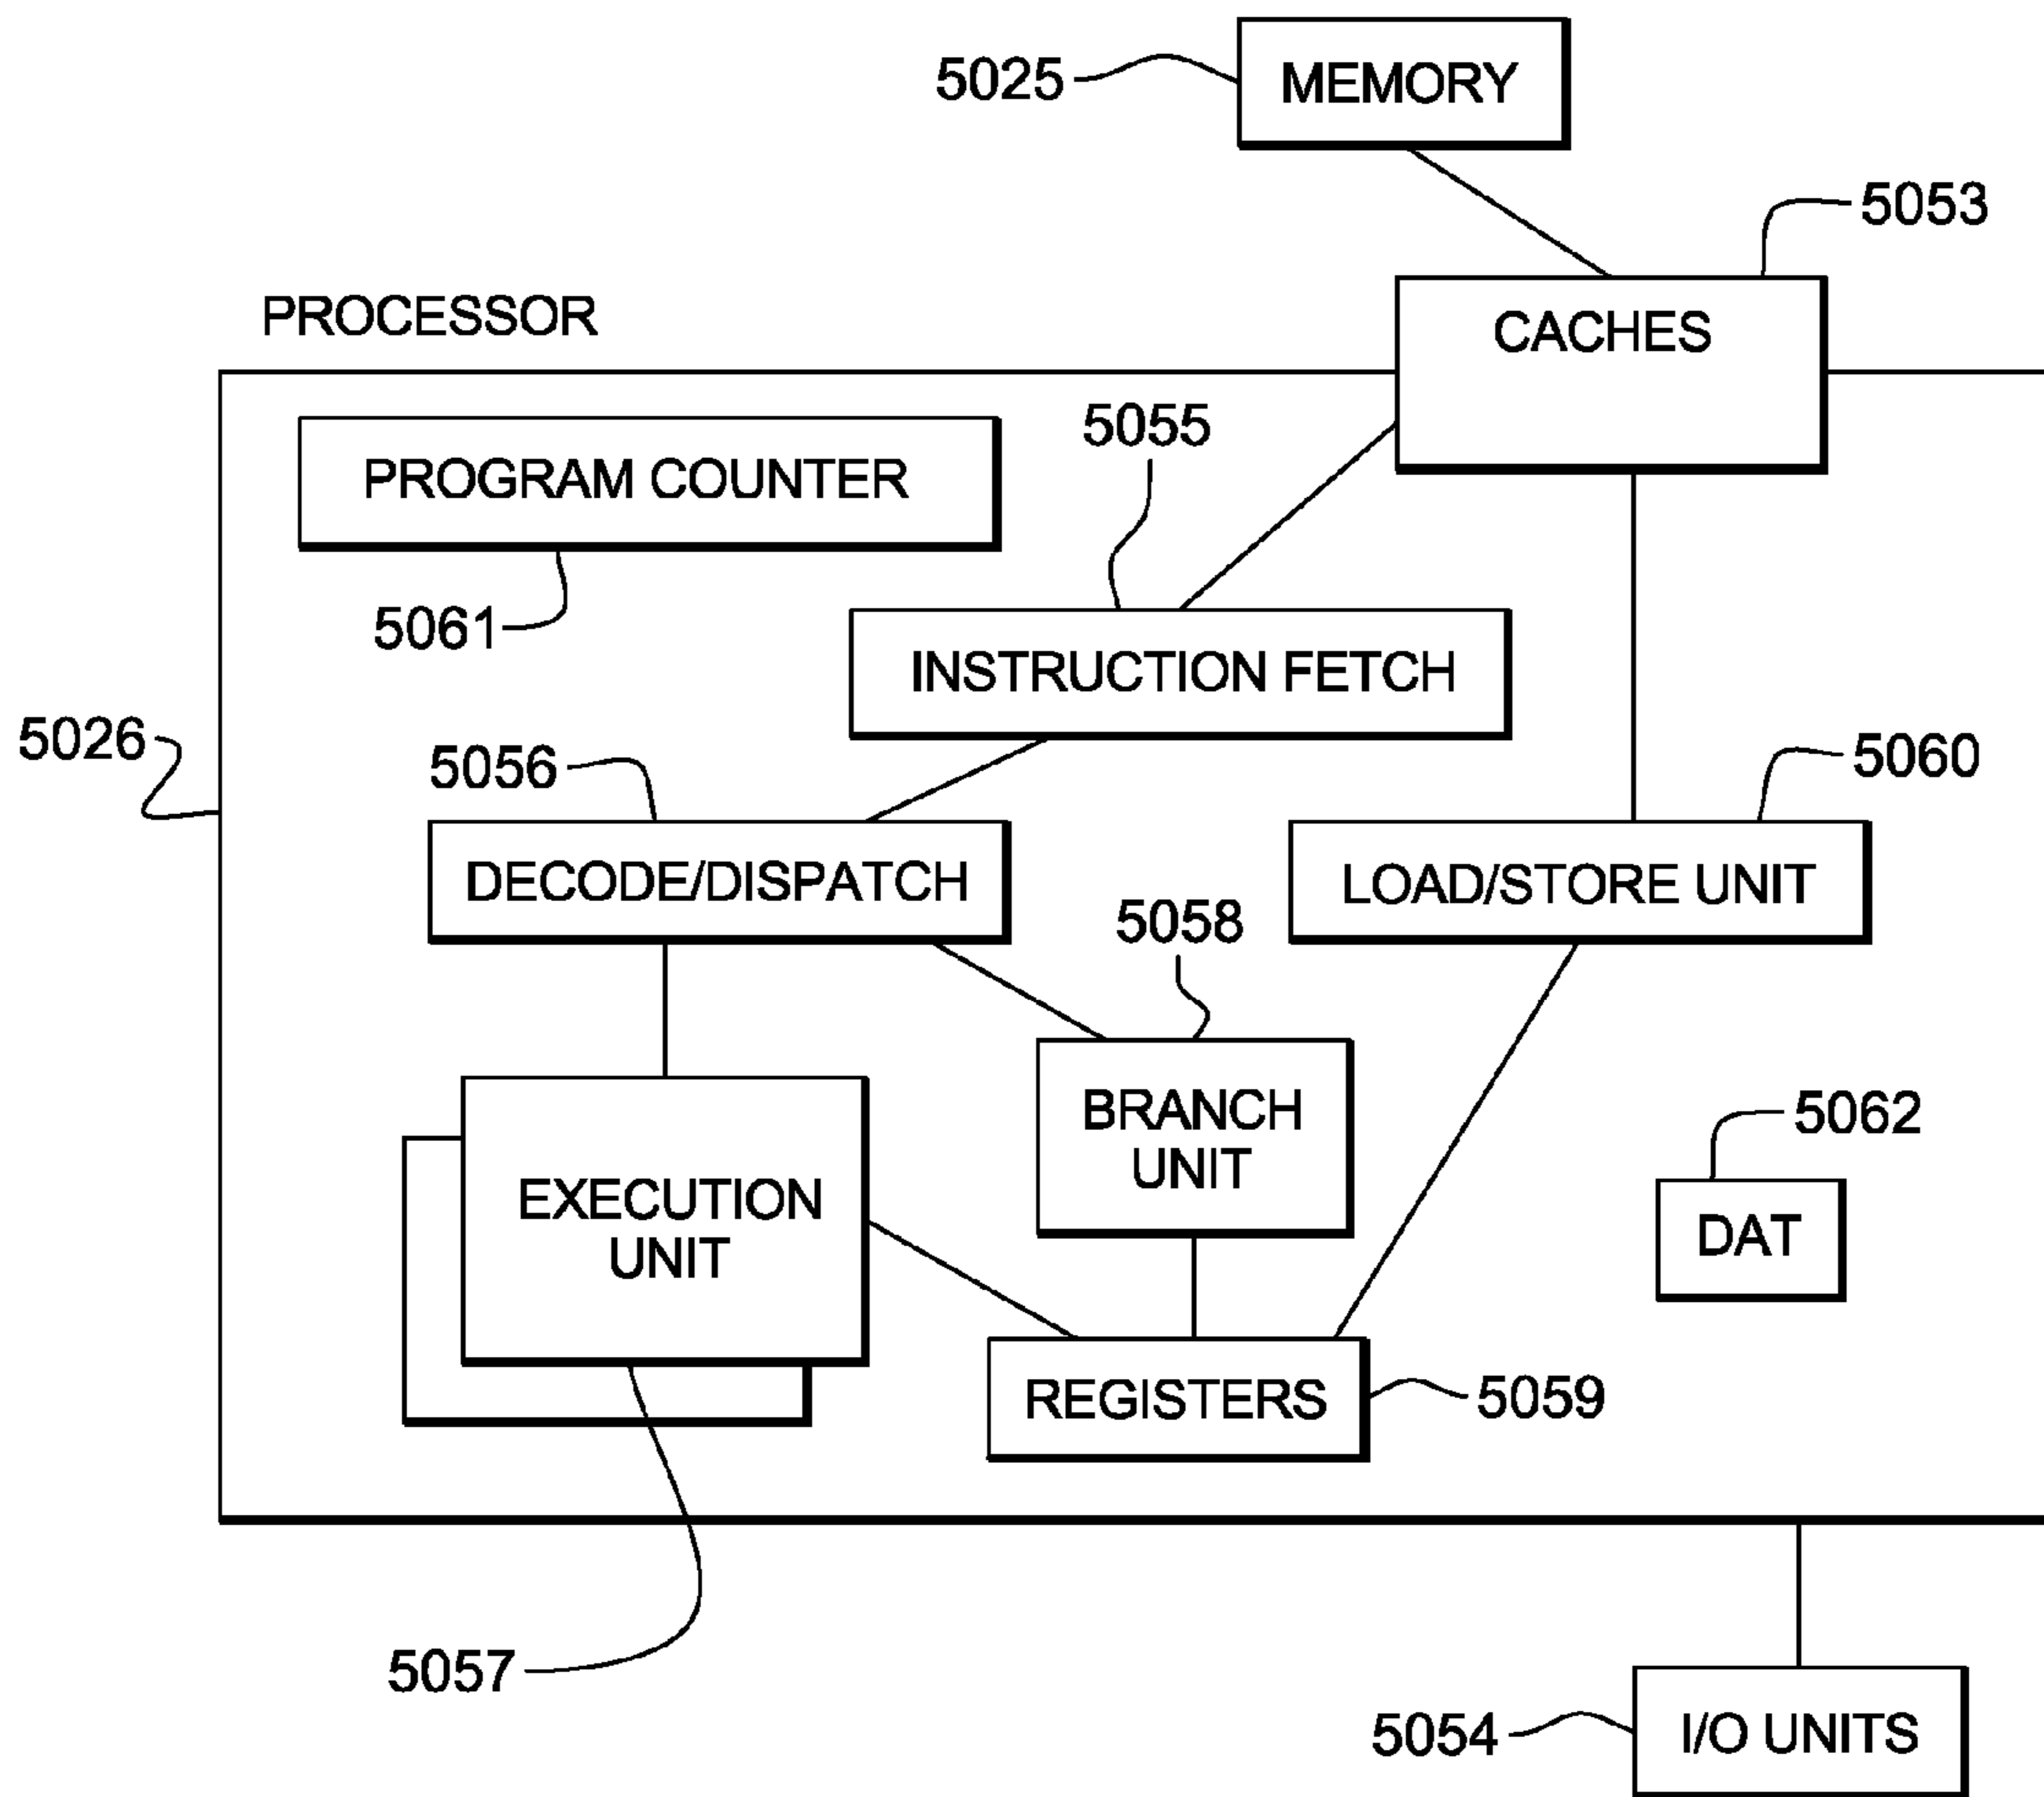 5025
MEMORY
5053
PROCESSOR
CACHES
5055
PROGRAM COUNTER
5061
INSTRUCTION FETCH
5026
5056
5060
DECODE/DISPATCH
LOAD/STORE UNIT
5058
BRANCH
UNIT
5062
EXECUTION
UNIT
DAT
REGISTERS
5059
5057
5054
I/O UNITS